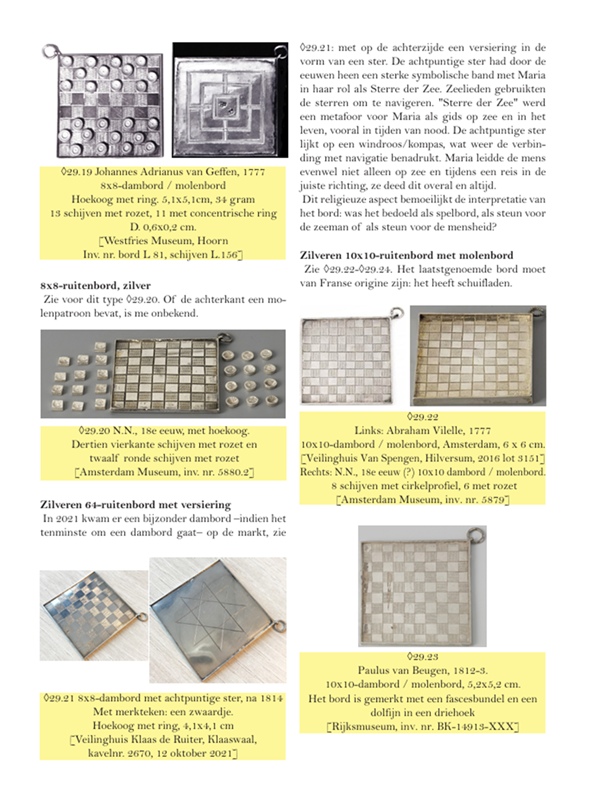 ◊29.19 Johannes Adrianus van Geffen, 1777
8x8-dambord / molenbord
Hoekoog met ring. 5,1x5,1cm, 34 gram
13 schijven met rozet, 11 met concentrische ring
D. 0,6x0,2 cm.
[Westfries Museum, Hoorn
Inv. nr. bord L 81, schijven L.156]
8x8-ruitenbord, zilver
Zie voor dit type ◊29.20. Of de achterkant een mo-
lenpatroon bevat, is me onbekend.
◊29.20 N.N., 18e eeuw, met hoekoog.
Dertien vierkante schijven met rozet en
twaalf ronde schijven met rozet
[Amsterdam Museum, inv. nr. 5880.2]
Zilveren 64-ruitenbord met versiering
In 2021 kwam er een bijzonder dambord –indien het
tenminste om een dambord gaat– op de markt, zie
◊29.21 8x8-dambord met achtpuntige ster, na 1814
Met merkteken: een zwaardje.
Hoekoog met ring, 4,1x4,1 cm
[Veilinghuis Klaas de Ruiter, Klaaswaal,
kavelnr. 2670, 12 oktober 2021]
◊29.21: met op de achterzijde een versiering in de
vorm van een ster. De achtpuntige ster had door de
eeuwen heen een sterke symbolische band met Maria
in haar rol als Sterre der Zee. Zeelieden gebruikten
de sterren om te navigeren. "Sterre der Zee" werd
een metafoor voor Maria als gids op zee en in het
leven, vooral in tijden van nood. De achtpuntige ster
lijkt op een windroos/kompas, wat weer de verbin-
ding met navigatie benadrukt. Maria leidde de mens
evenwel niet alleen op zee en tijdens een reis in de
juiste richting, ze deed dit overal en altijd.
Dit religieuze aspect bemoeilijkt de interpretatie van
het bord: was het bedoeld als spelbord, als steun voor
de zeeman of als steun voor de mensheid?
Zilveren 10x10-ruitenbord met molenbord
Zie ◊29.22-◊29.24. Het laatstgenoemde bord moet
van Franse origine zijn: het heeft schuifladen.
◊29.22
Links: Abraham Vilelle, 1777
10x10-dambord / molenbord, Amsterdam, 6 x 6 cm.
[Veilinghuis Van Spengen, Hilversum, 2016 lot 3151]
Rechts: N.N., 18e eeuw (?) 10x10 dambord / molenbord.
8 schijven met cirkelprofiel, 6 met rozet
[Amsterdam Museum, inv. nr. 5879]
◊29.23
Paulus van Beugen, 1812-3.
10x10-dambord / molenbord, 5,2x5,2 cm.
Het bord is gemerkt met een fascesbundel en een
dolfijn in een driehoek
[Rijksmuseum, inv. nr. BK-14913-XXX]